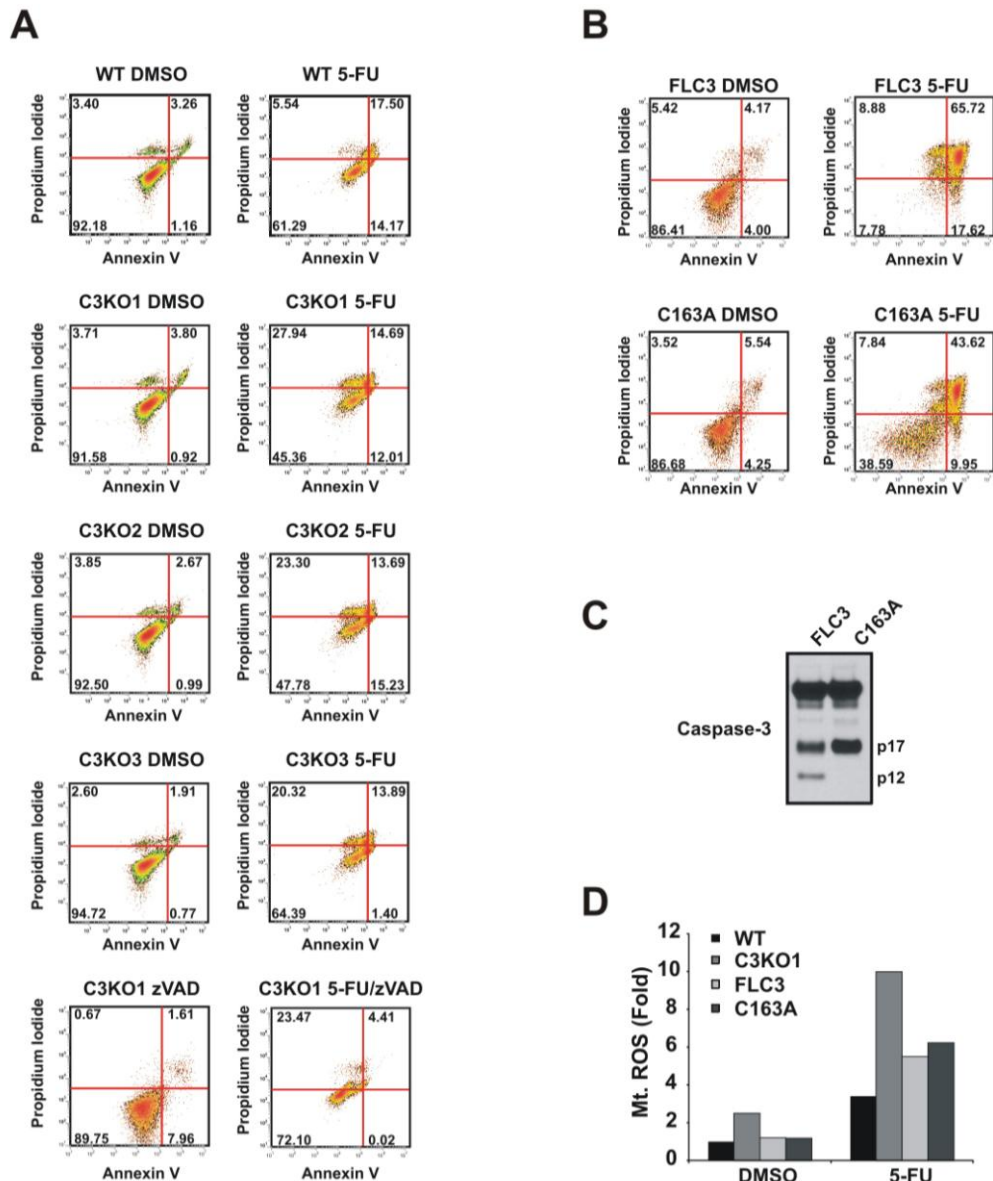 A
WT DMSO
3.40 3.26
92.18 1.16
Propidium Iodide
Annexin V
WT 5-FU
5.54 17.50
61.29 14.17
Propidium Iodide
Annexin V
C3KO1 DMSO
3.71 3.80
91.58 0.92
Propidium Iodide
Annexin V
C3KO1 5-FU
27.94 14.69
45.36 12.01
Propidium Iodide
Annexin V
C3KO2 DMSO
3.85 2.67
92.50 0.99
Propidium Iodide
Annexin V
C3KO2 5-FU
23.30 13.69
47.78 15.23
Propidium Iodide
Annexin V
C3KO3 DMSO
2.60 1.91
94.72 0.77
Propidium Iodide
Annexin V
C3KO3 5-FU
20.32 13.89
64.39 1.40
Propidium Iodide
Annexin V
C3KO1 zVAD
0.67 1.61
89.75 7.96
Propidium Iodide
Annexin V
C3KO1 5-FU/zVAD
23.47 4.41
72.10 0.02
Propidium Iodide
Annexin V
B
FLC3 DMSO
5.42 4.17
86.41 4.00
Propidium Iodide
Annexin V
FLC3 5-FU
8.88 65.72
7.78 17.62
Propidium Iodide
Annexin V
C163A DMSO
3.52 5.54
86.68 4.25
Propidium Iodide
Annexin V
C163A 5-FU
7.84 43.62
38.59 9.95
Propidium Iodide
Annexin V
C
FLC3
C163A
Caspase-3
p17
p12
D
Mt. ROS (Fold)
12
10
8
6
4
2
0
WT
C3KO1
FLC3
C163A
DMSO
5-FU